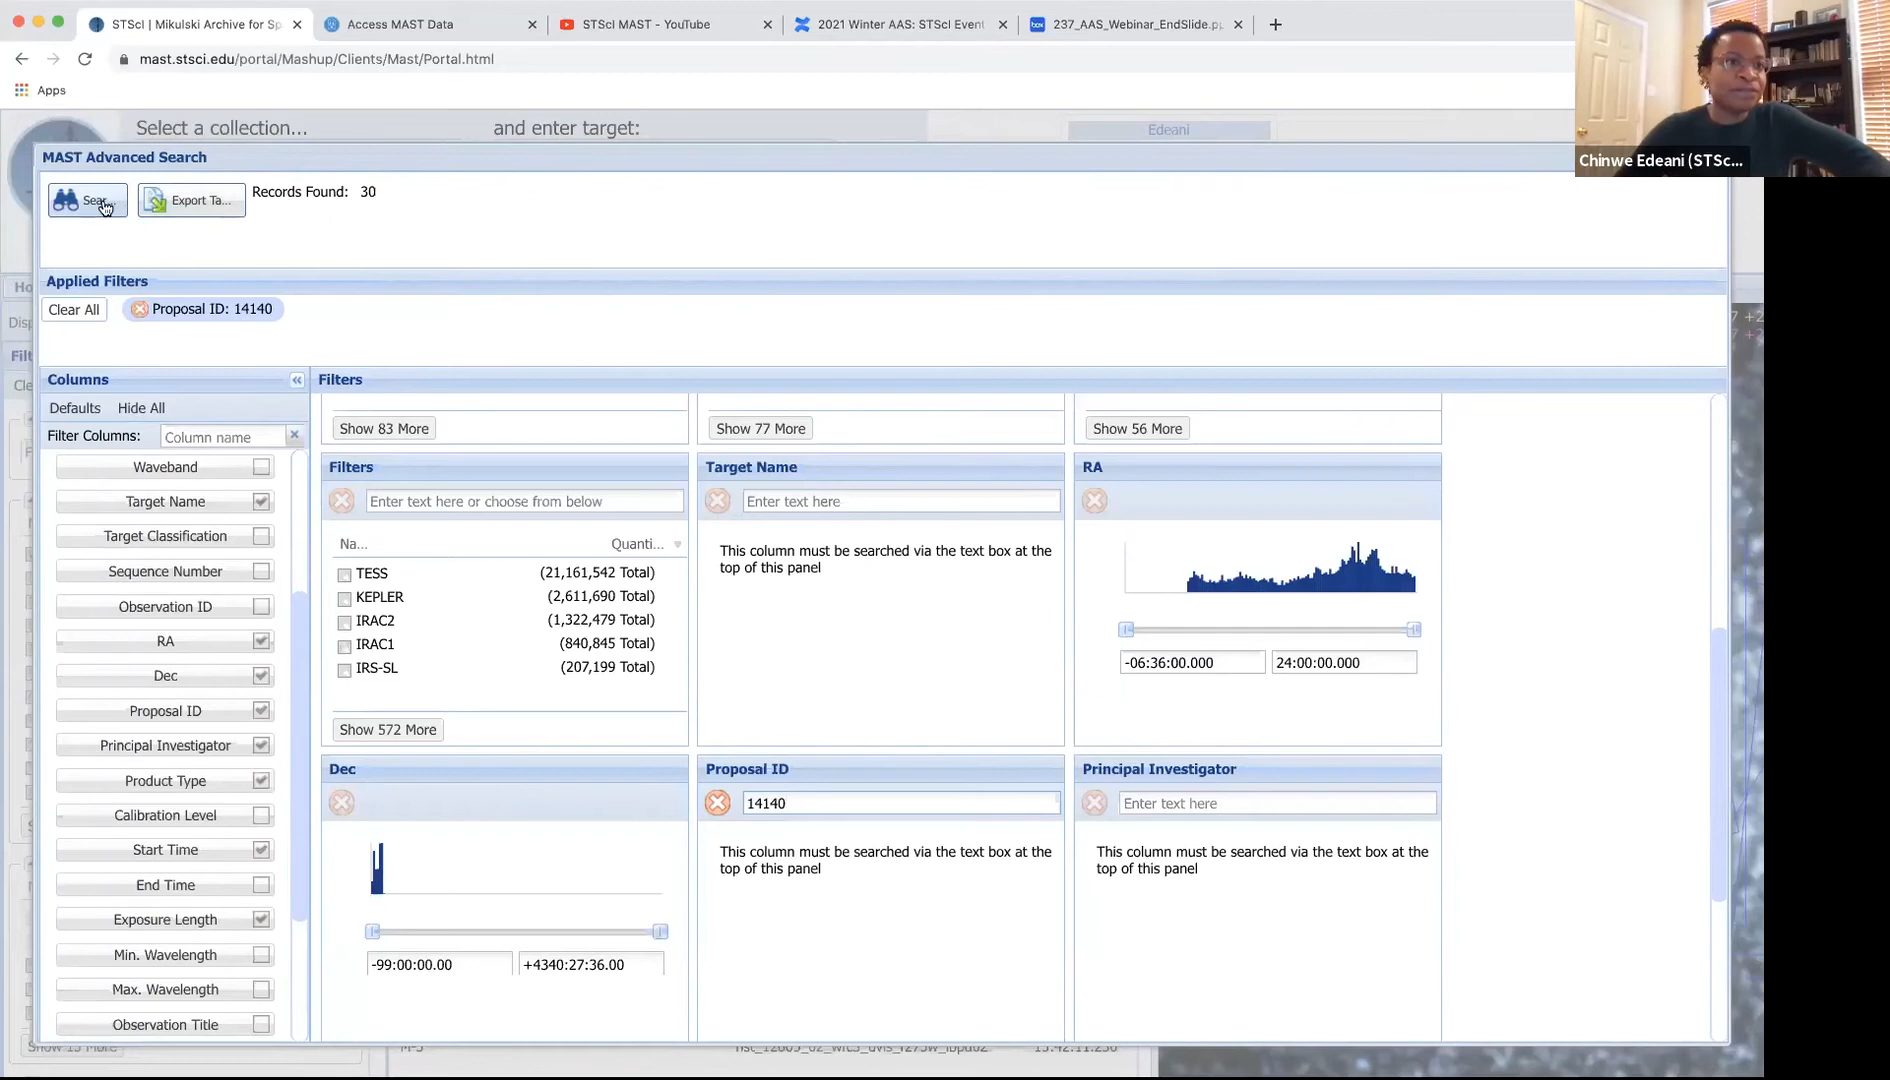 STScI | Mikulski Archive for Sp
Access MAST Data
STScI MAST - YouTube
2021 Winter AAS: STScI Event
237_AAS_Webinar_EndSlide.pp
mast.stsci.edu/portal/Mashup/Clients/Mast/Portal.html
Apps
Select a collection... and enter target:
Edeani
Chinwe Edeani (STSc...
MAST Advanced Search
Sear...
Export Ta...
Records Found: 30
Applied Filters
Clear All
Proposal ID: 14140
Columns
Filters
Defaults Hide All
Filter Columns: Column name
Waveband
Target Name
Target Classification
Sequence Number
Observation ID
RA
Dec
Proposal ID
Principal Investigator
Product Type
Calibration Level
Start Time
End Time
Exposure Length
Min. Wavelength
Max. Wavelength
Observation Title
Show 83 More
Show 77 More
Show 56 More
Filters
Enter text here or choose from below
Na... Quanti...
TESS (21,161,542 Total)
KEPLER (2,611,690 Total)
IRAC2 (1,322,479 Total)
IRAC1 (840,845 Total)
IRS-SL (207,199 Total)
Show 572 More
Target Name
Enter text here
This column must be searched via the text box at the
top of this panel
RA
-06:36:00.000 24:00:00.000
Dec
-99:00:00.00 +4340:27:36.00
Proposal ID
14140
This column must be searched via the text box at the
top of this panel
Principal Investigator
Enter text here
This column must be searched via the text box at the
top of this panel